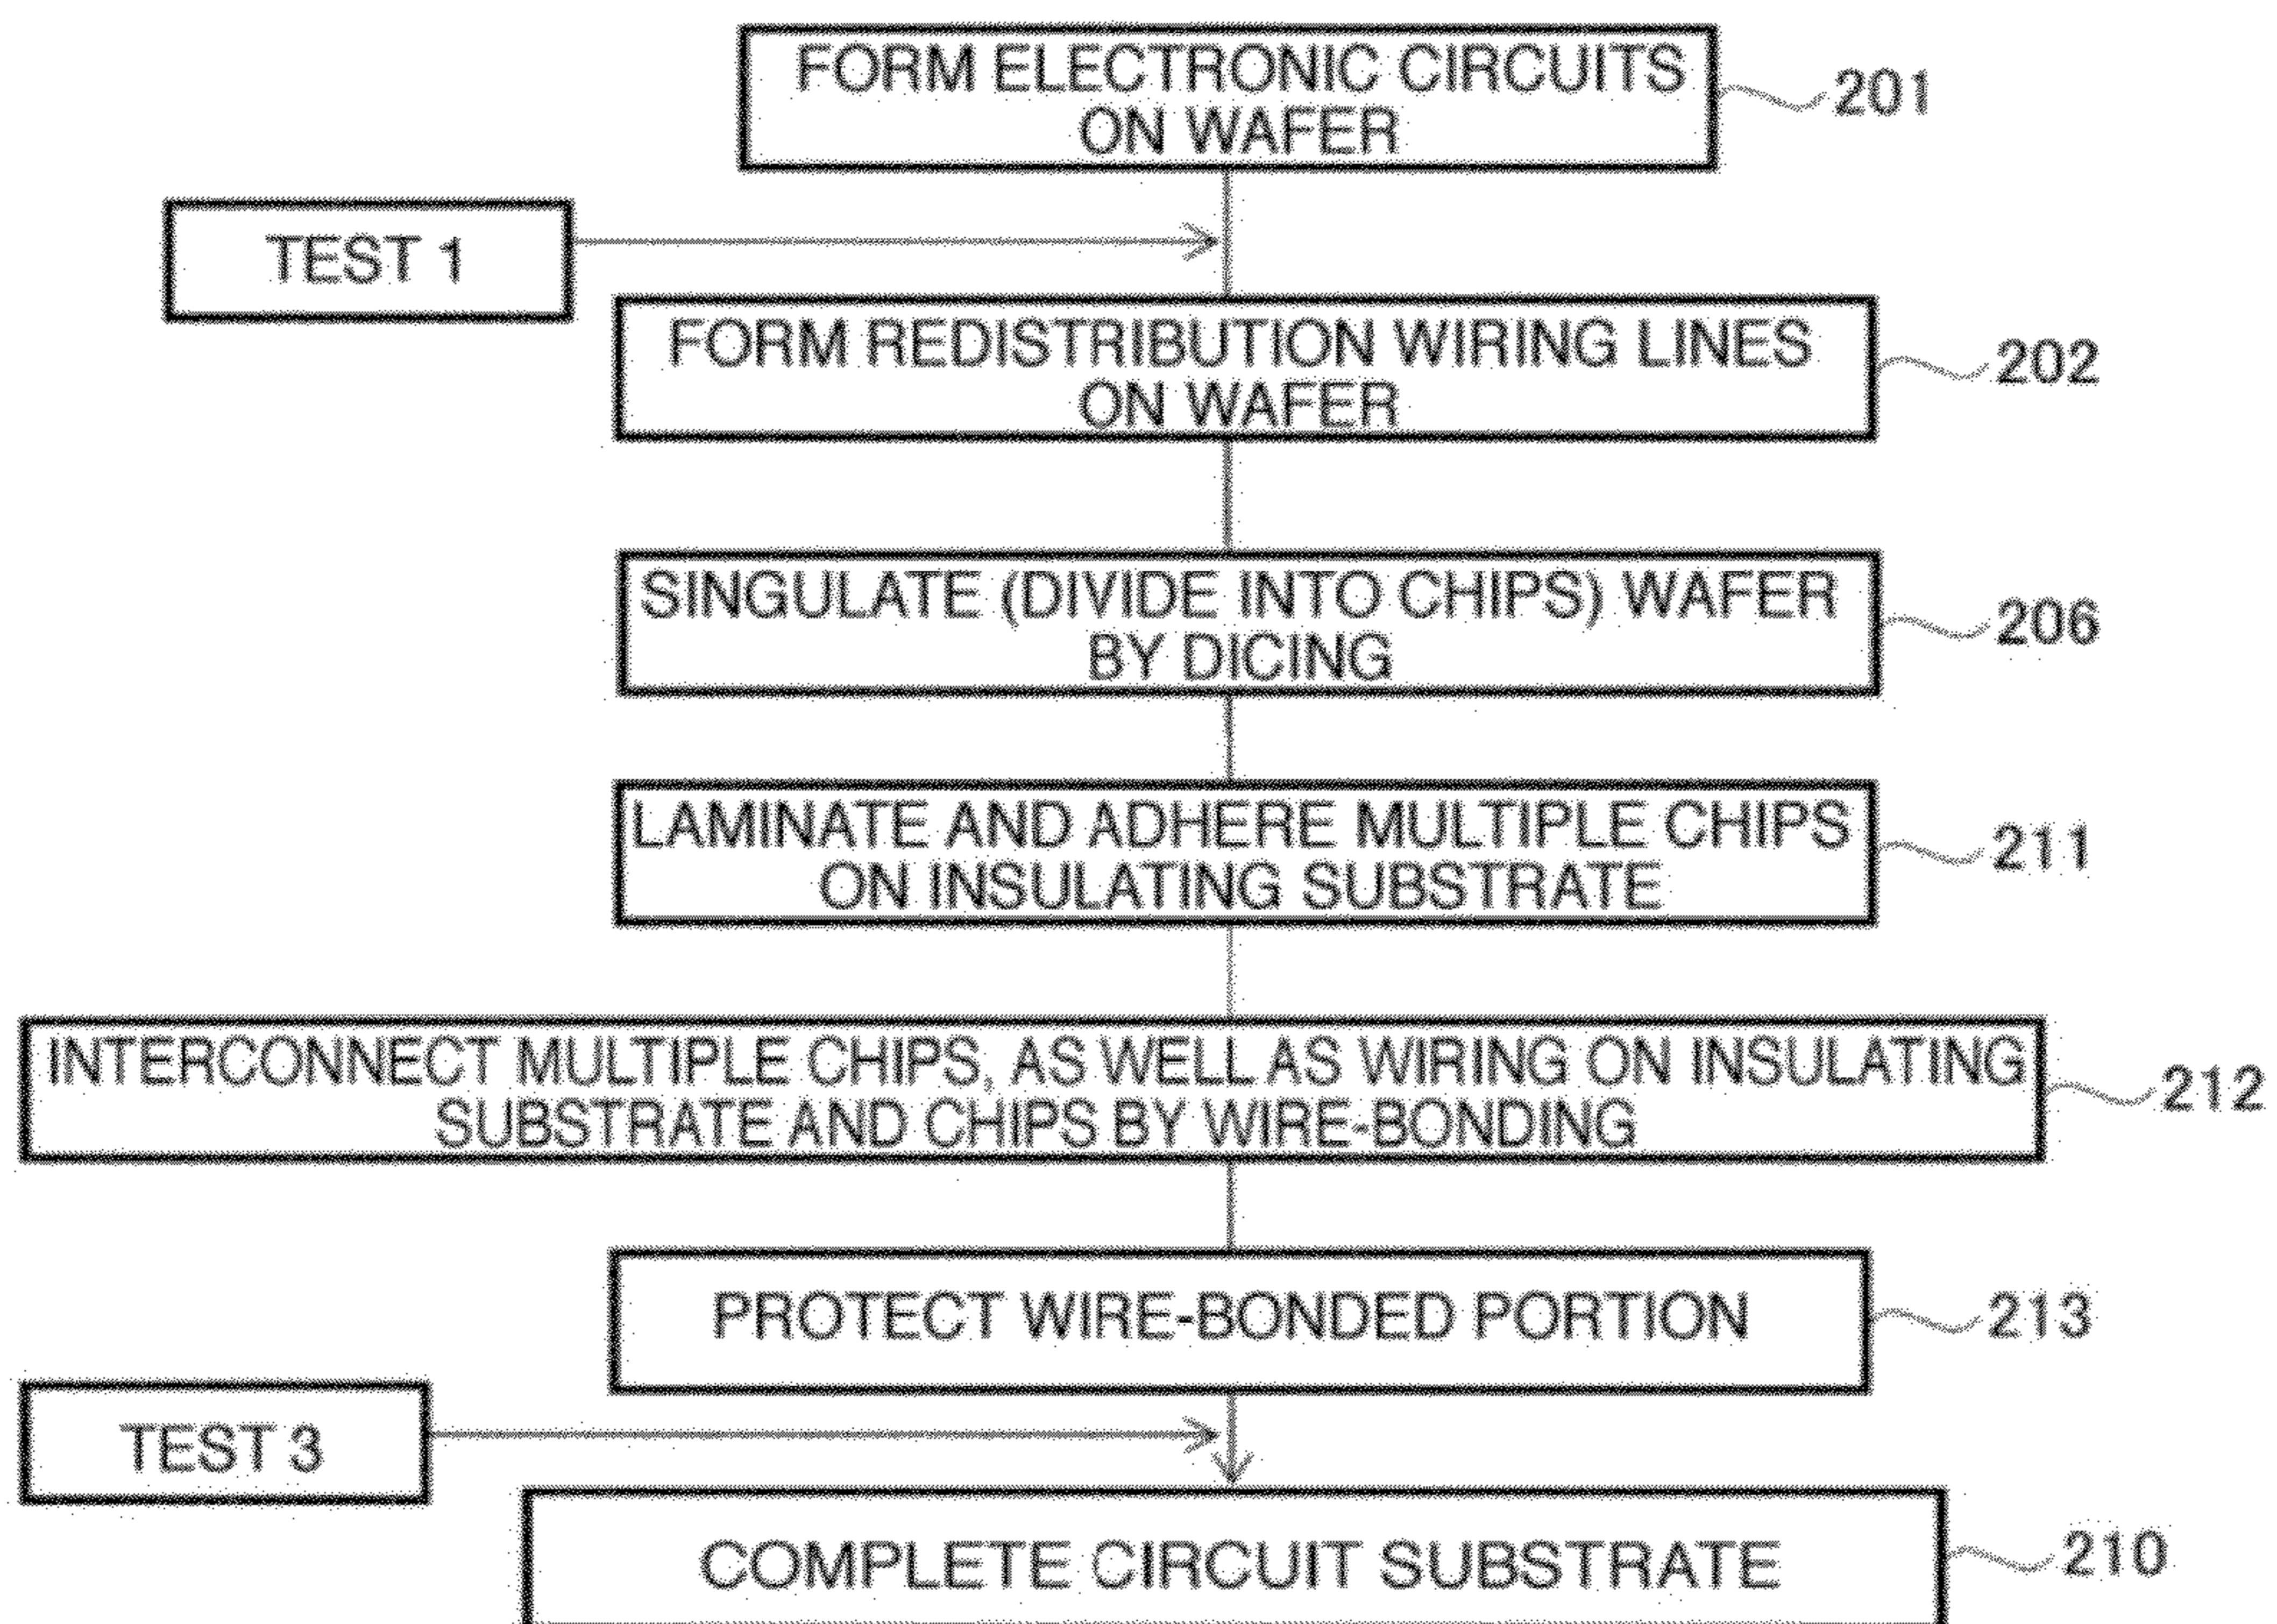 FORM ELECTRONIC CIRCUITS
ON WAFER
201
TEST 1
FORM REDISTRIBUTION WIRING LINES
ON WAFER
202
SINGULATE (DIVIDE INTO CHIPS) WAFER
BY DICING
206
LAMINATE AND ADHERE MULTIPLE CHIPS
ON INSULATING SUBSTRATE
211
INTERCONNECT MULTIPLE CHIPS, AS WELL AS WIRING ON INSULATING
SUBSTRATE AND CHIPS BY WIRE-BONDING
212
PROTECT WIRE-BONDED PORTION
213
TEST 3
COMPLETE CIRCUIT SUBSTRATE
210